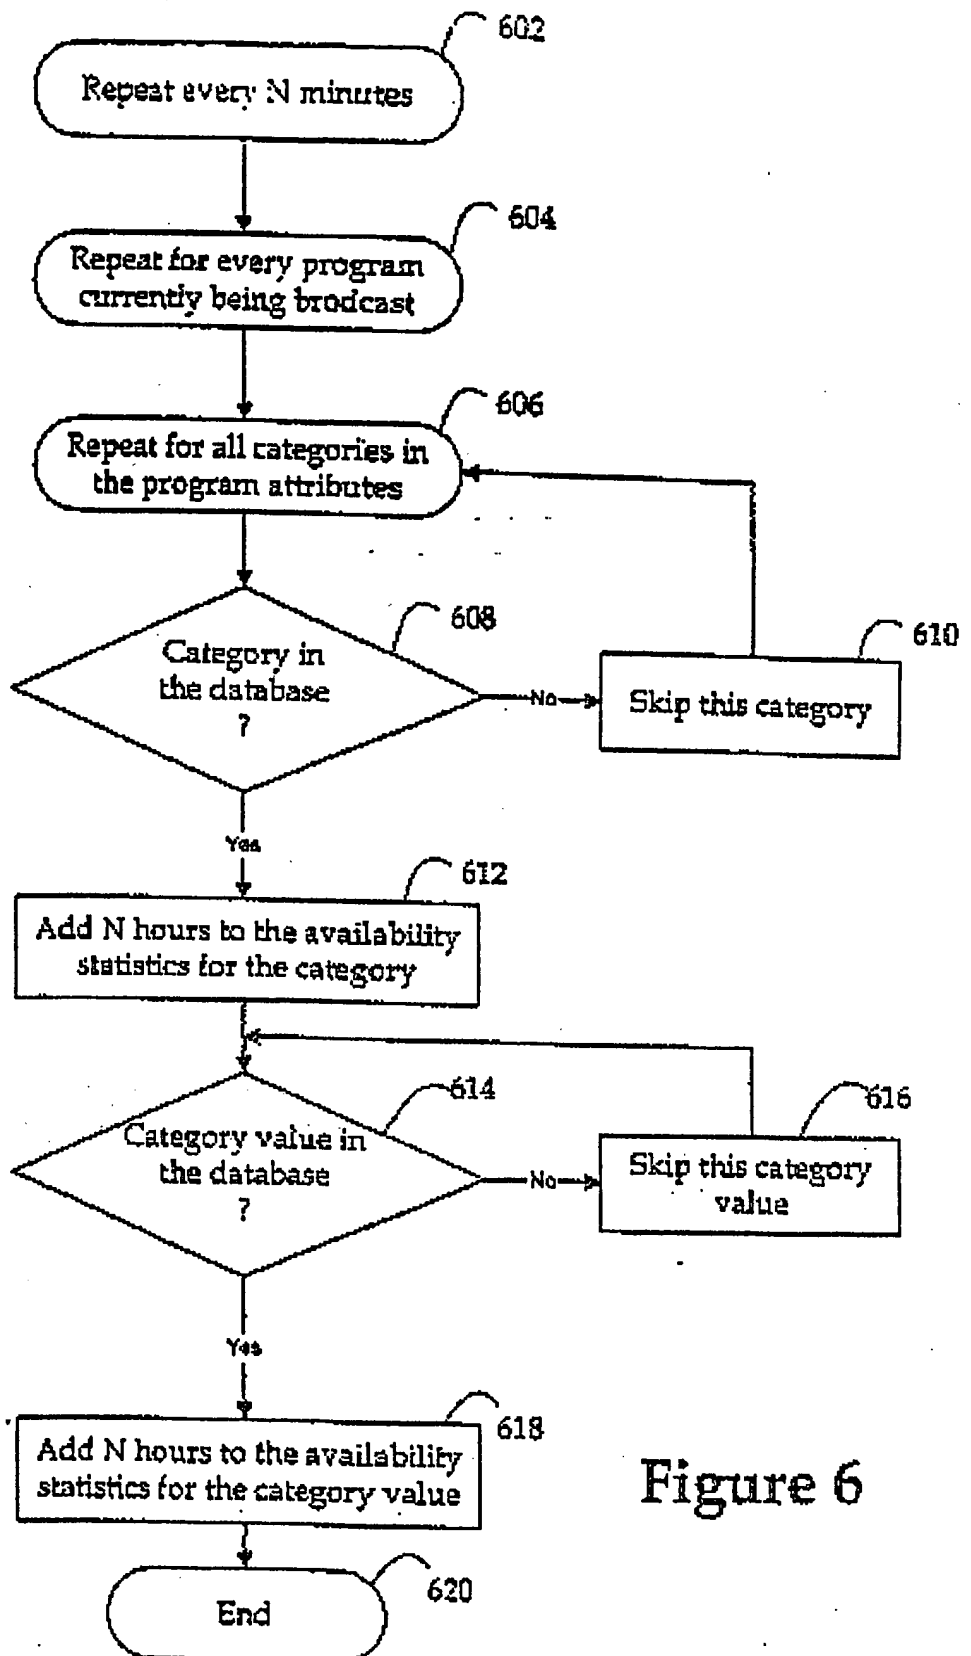 602
Repeat every N minutes
604
Repeat for every program
currently being brodcast
606
Repeat for all categories in
the program attributes
608
Category in
the database
?
No
610
Skip this category
Yes
612
Add N hours to the availability
statistics for the category
614
Category value in
the database
?
No
616
Skip this category
value
Yes
618
Add N hours to the availability
statistics for the category value
Figure 6
620
End